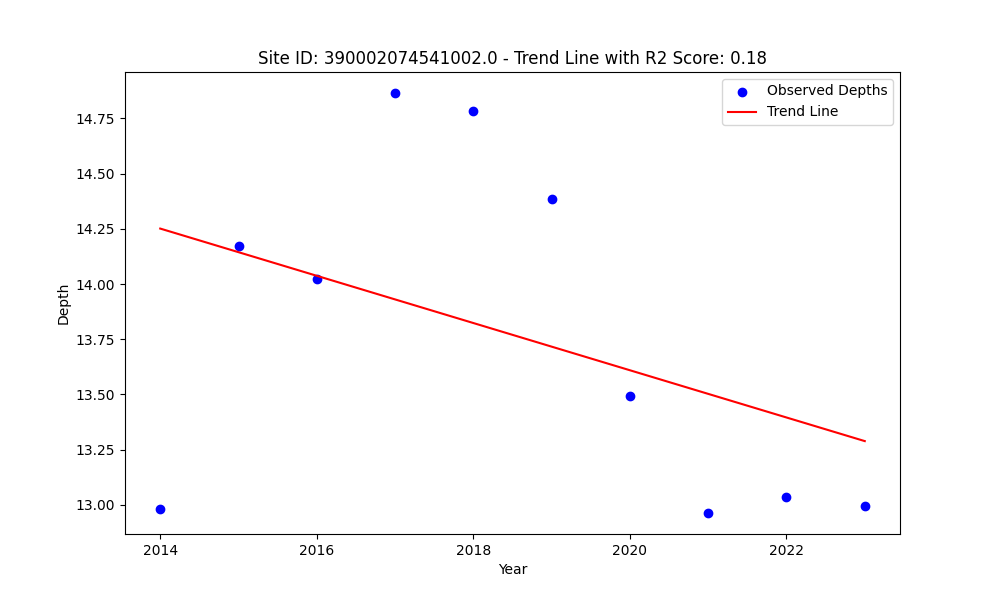 Site ID: 390002074541002.0 - Trend Line with R2 Score: 0.18
Observed Depths
Trend Line
14.75
14.50
14.25
14.00
13.75
13.50
13.25
13.00
Depth
2014
2016
2018
2020
2022
Year